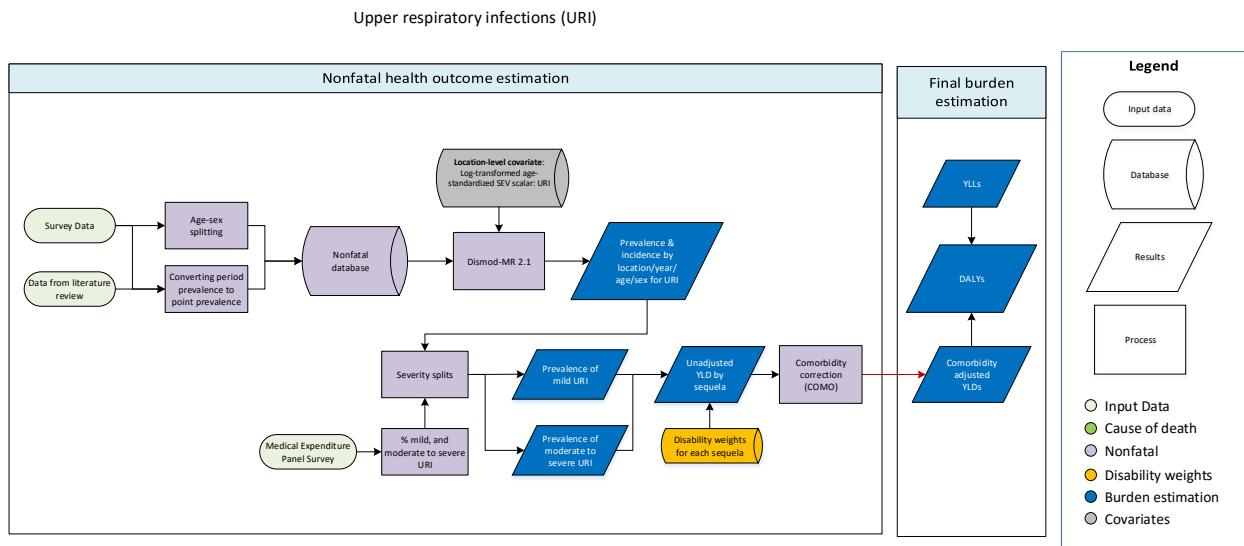 Upper respiratory infections (URI)
Nonfatal health outcome estimation
Final burden
estimation
Legend
Input data
Database
Results
Process
Input Data
Cause of death
Nonfatal
Disability weights
Burden estimation
Covariates
Location-level covariate:
Log-transformed age-
standardized SEV scalar: URI
Survey Data
Age-sex
splitting
Data from literature
review
Converting period
prevalence to
point prevalence
Nonfatal
database
Dismod-MR 2.1
Prevalence &
incidence by
location/year/
age/sex for URI
YLLs
DALYs
Severity splits
Prevalence of
mild URI
Unadjusted
YLD by
sequela
Comorbidity
correction
(COMO)
Comorbidity
adjusted
YLDs
Medical Expenditure
Panel Survey
% mild, and
moderate to severe
URI
Prevalence of
moderate to
severe URI
Disability weights
for each sequela